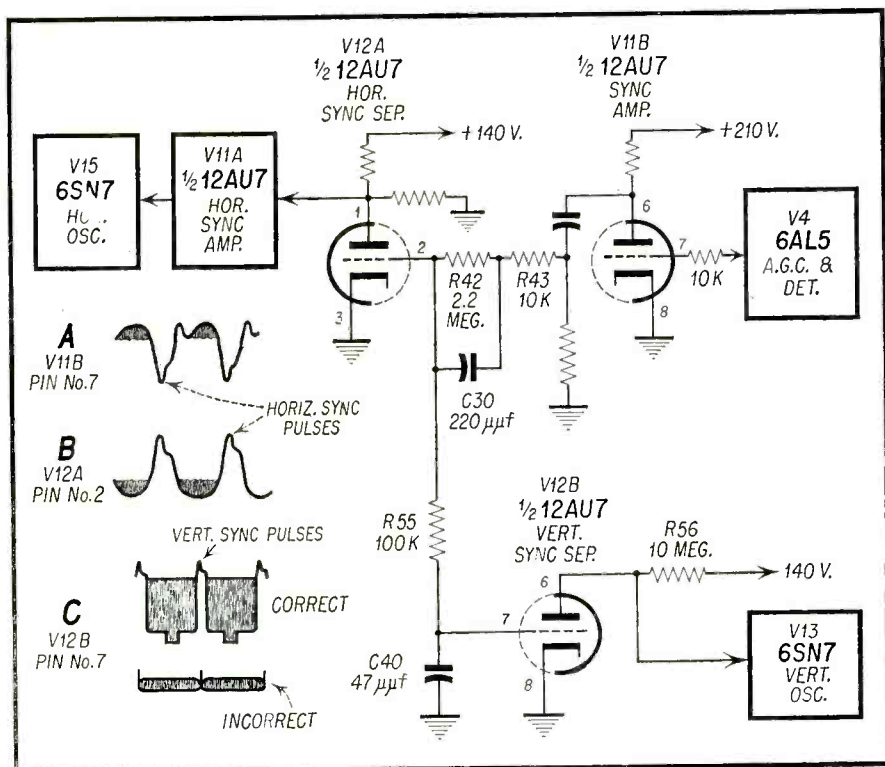 V12A
½ 12AU7
HOR.
SYNC SEP.
+140 V.
V11B
½ 12AU7
SYNC
AMP.
+210 V.
V15
6SN7
OSC.
V11A
½ 12AU7
HOR.
SYNC
AMP.
1
2
3
R42
2.2
MEG.
R43
10K
6
7
8
10K
V4
6AL5
A.G.C. &
DET.
C30
220 μμf
A
V11B
PIN No.7
HORIZ. SYNC
PULSES
B
V12A
PIN No.2
VERT. SYNC PULSES
C
V12B
PIN No.7
CORRECT
INCORRECT
R55
100K
C40
47 μμf
V12B
½ 12AU7
VERT.
SYNC SEP.
6
7
8
R56
10 MEG.
140 V.
V13
6SN7
VERT.
OSC.